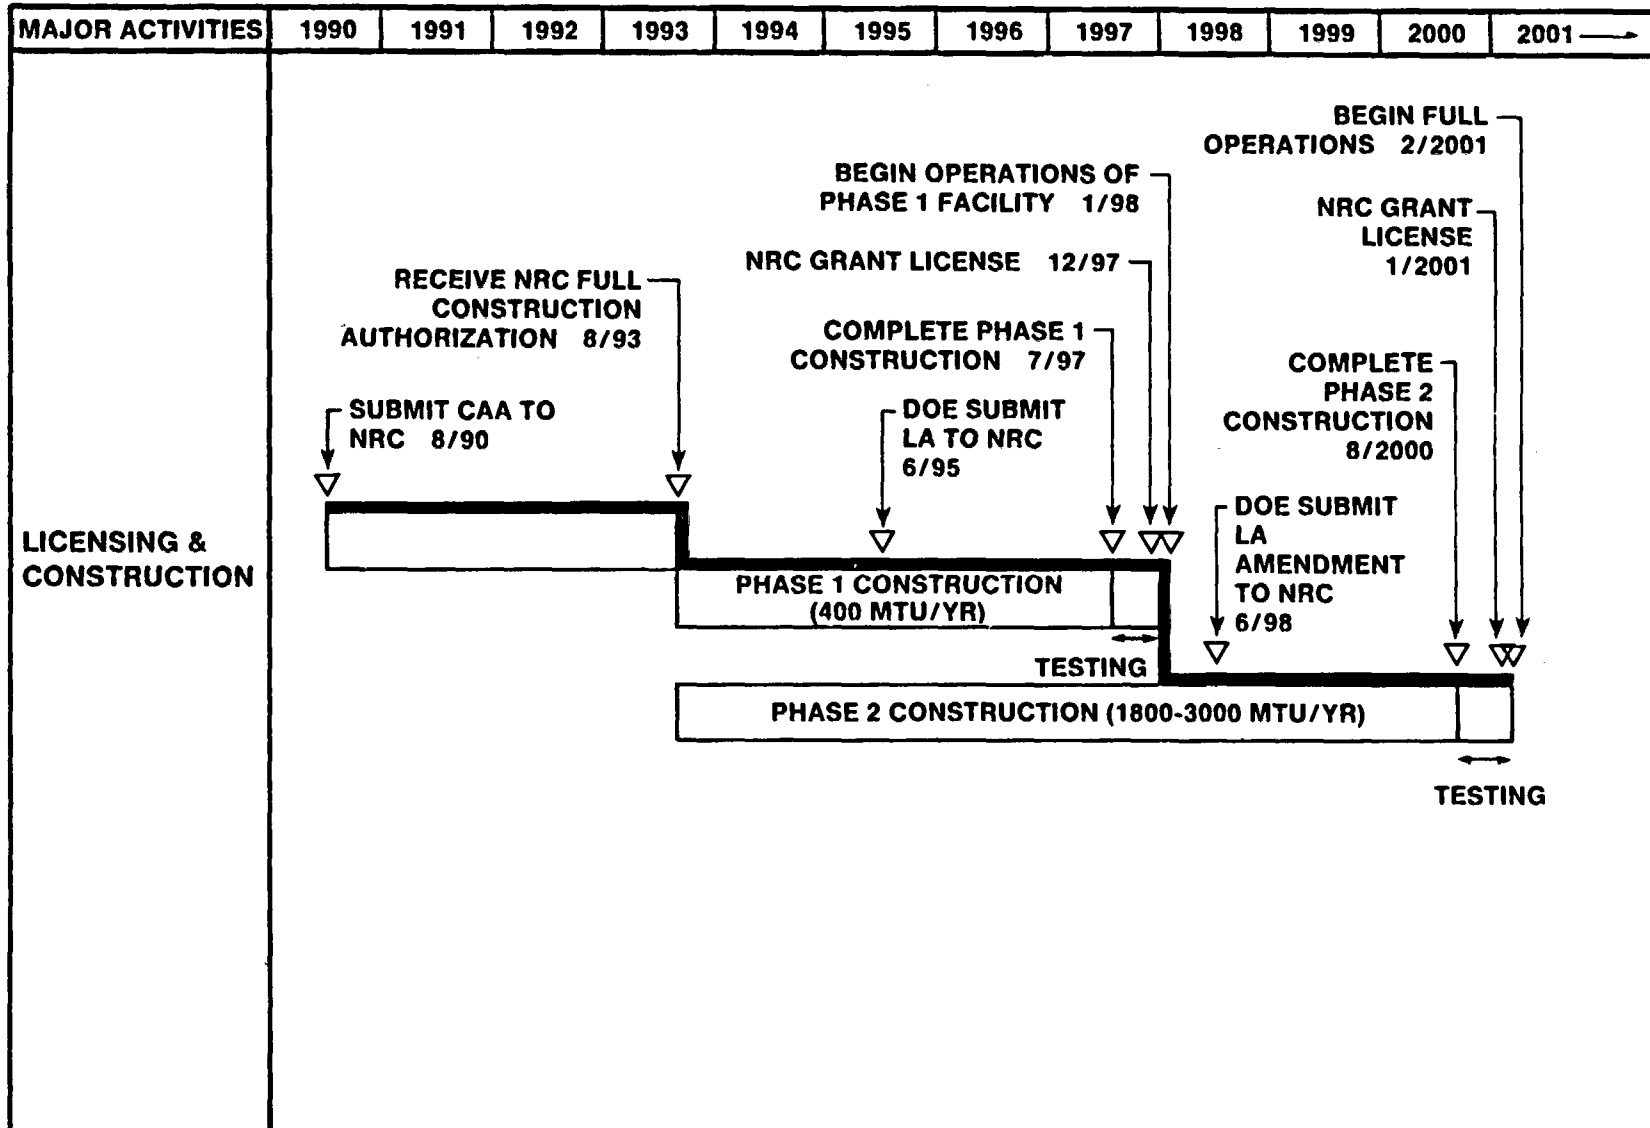 MAJOR ACTIVITIES 1990 1991 1992 1993 1994 1995 1996 1997 1998 1999 2000 2001
BEGIN FULL
OPERATIONS 2/2001
BEGIN OPERATIONS OF
PHASE 1 FACILITY 1/98
NRC GRANT
LICENSE
1/2001
NRC GRANT LICENSE 12/97
RECEIVE NRC FULL
CONSTRUCTION
AUTHORIZATION 8/93
COMPLETE PHASE 1
CONSTRUCTION 7/97
COMPLETE
PHASE 2
CONSTRUCTION
8/2000
SUBMIT CAA TO
NRC 8/90
DOE SUBMIT
LA TO NRC
6/95
DOE SUBMIT
LA
AMENDMENT
TO NRC
6/98
LICENSING &
CONSTRUCTION
PHASE 1 CONSTRUCTION
(400 MTU/YR)
TESTING
PHASE 2 CONSTRUCTION (1800-3000 MTU/YR)
TESTING